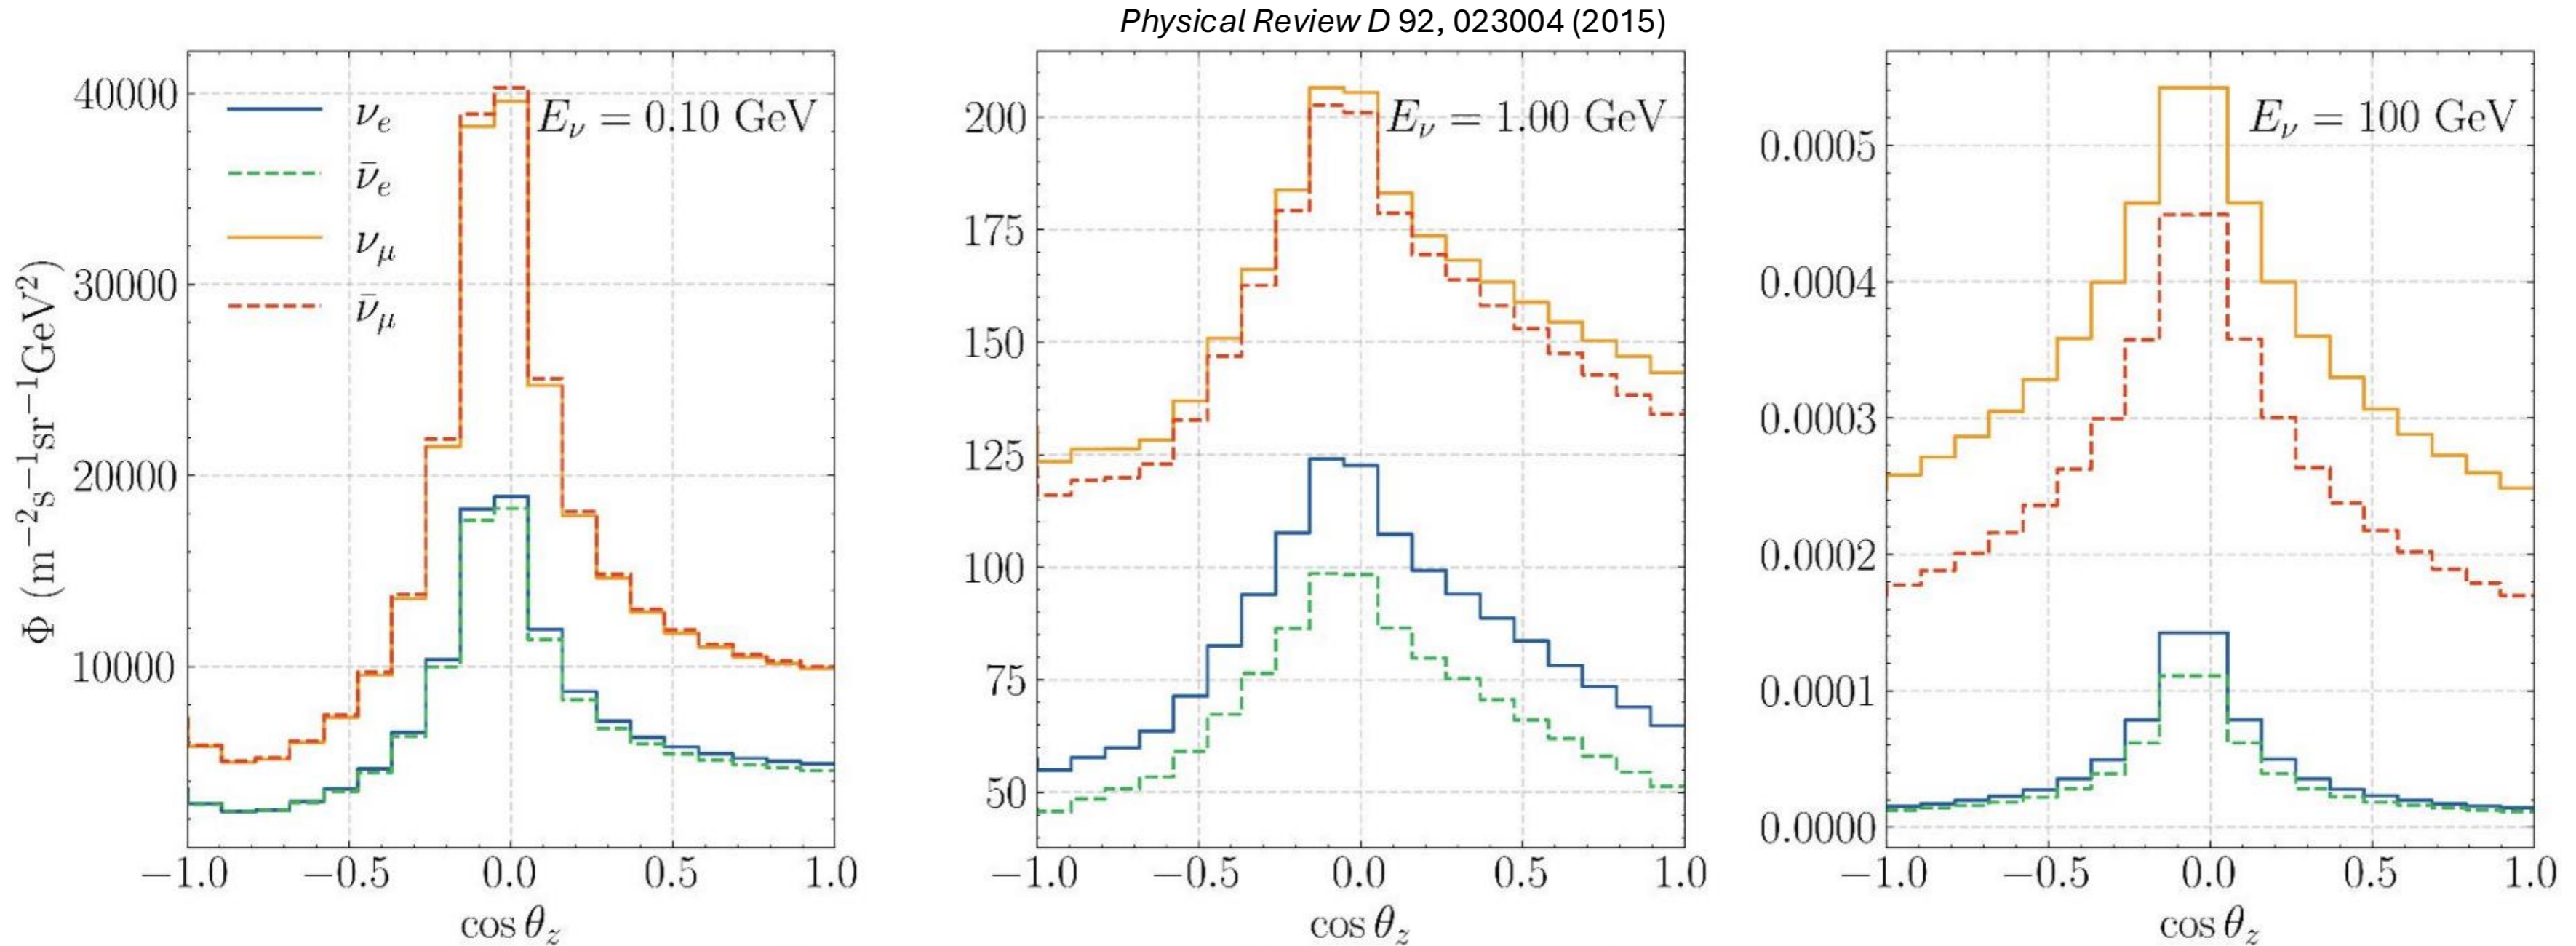 Physical Review D 92, 023004 (2015)
Φ (m⁻²s⁻¹sr⁻¹GeV²)
40000
30000
20000
10000
ν_e
ν̄_e
ν_μ
ν̄_μ
E_ν = 0.10 GeV
−1.0 −0.5 0.0 0.5 1.0
cos θ_z
200
175
150
125
100
75
50
E_ν = 1.00 GeV
−1.0 −0.5 0.0 0.5 1.0
cos θ_z
0.0005
0.0004
0.0003
0.0002
0.0001
0.0000
E_ν = 100 GeV
−1.0 −0.5 0.0 0.5 1.0
cos θ_z